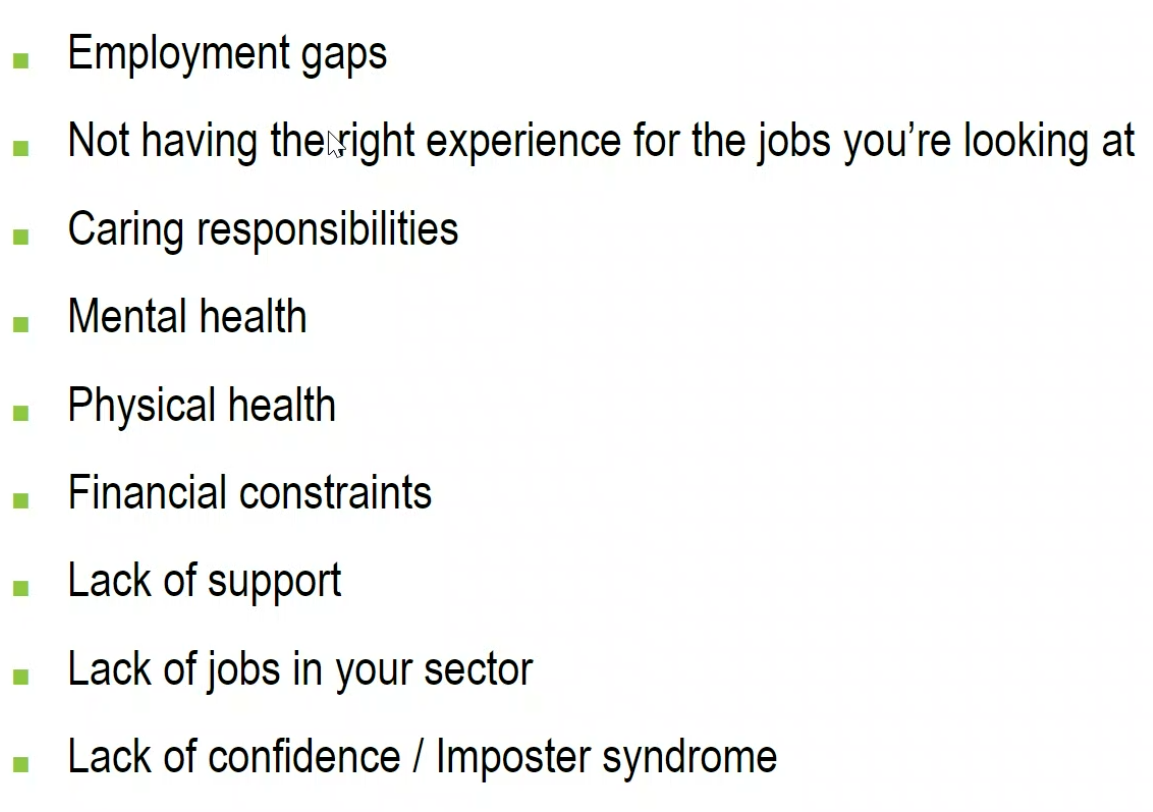 Employment gaps
Not having the right experience for the jobs you're looking at
Caring responsibilities
Mental health
Physical health
Financial constraints
Lack of support
Lack of jobs in your sector
Lack of confidence / Imposter syndrome